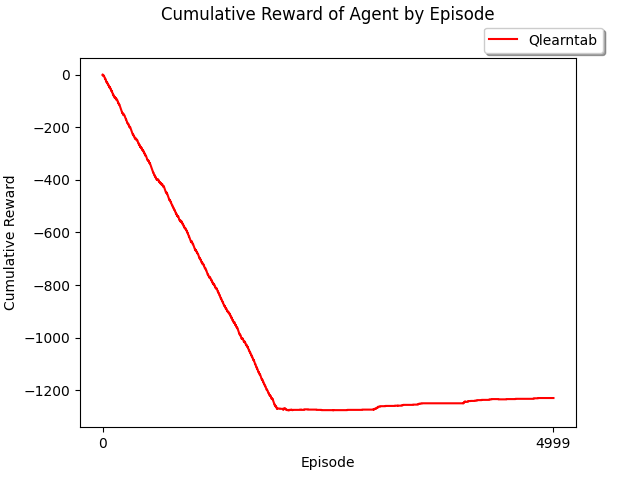 Cumulative Reward of Agent by Episode
Qlearntab
0
−200
−400
−600
−800
−1000
−1200
Cumulative Reward
0
4999
Episode